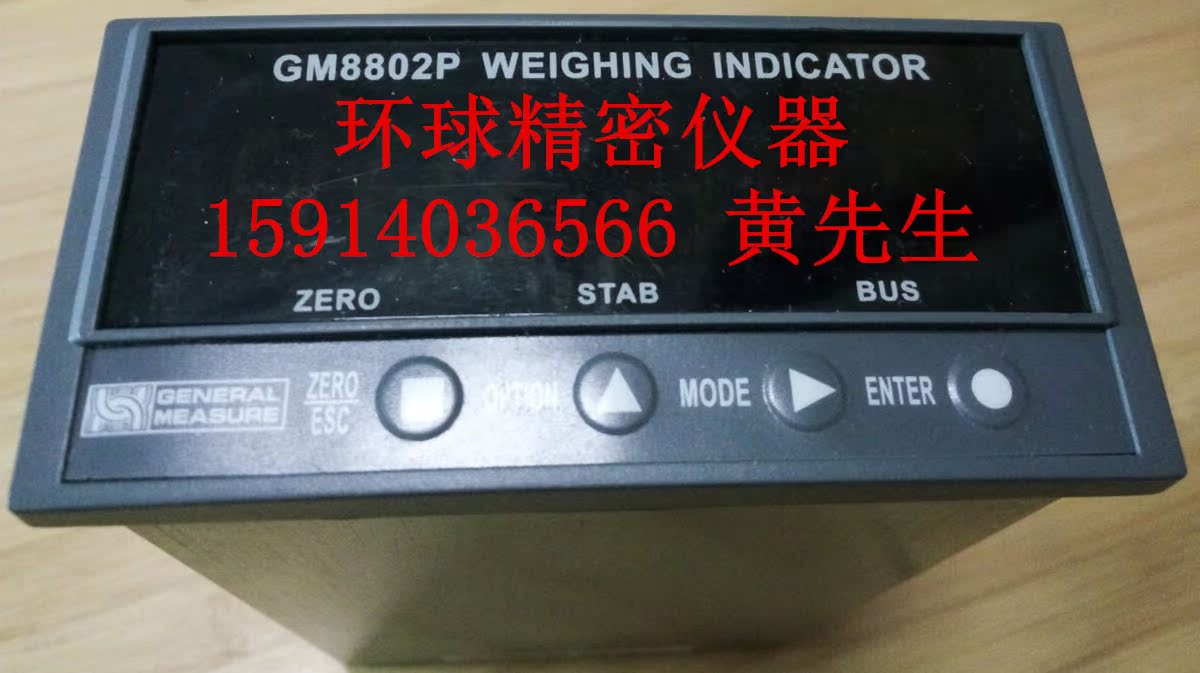 GM8802P WEIGHING INDICATOR
环球精密仪器
15914036566 黄先生
ZERO STAB BUS
GENERAL MEASURE
ZERO
ESC
OPTION
MODE
ENTER